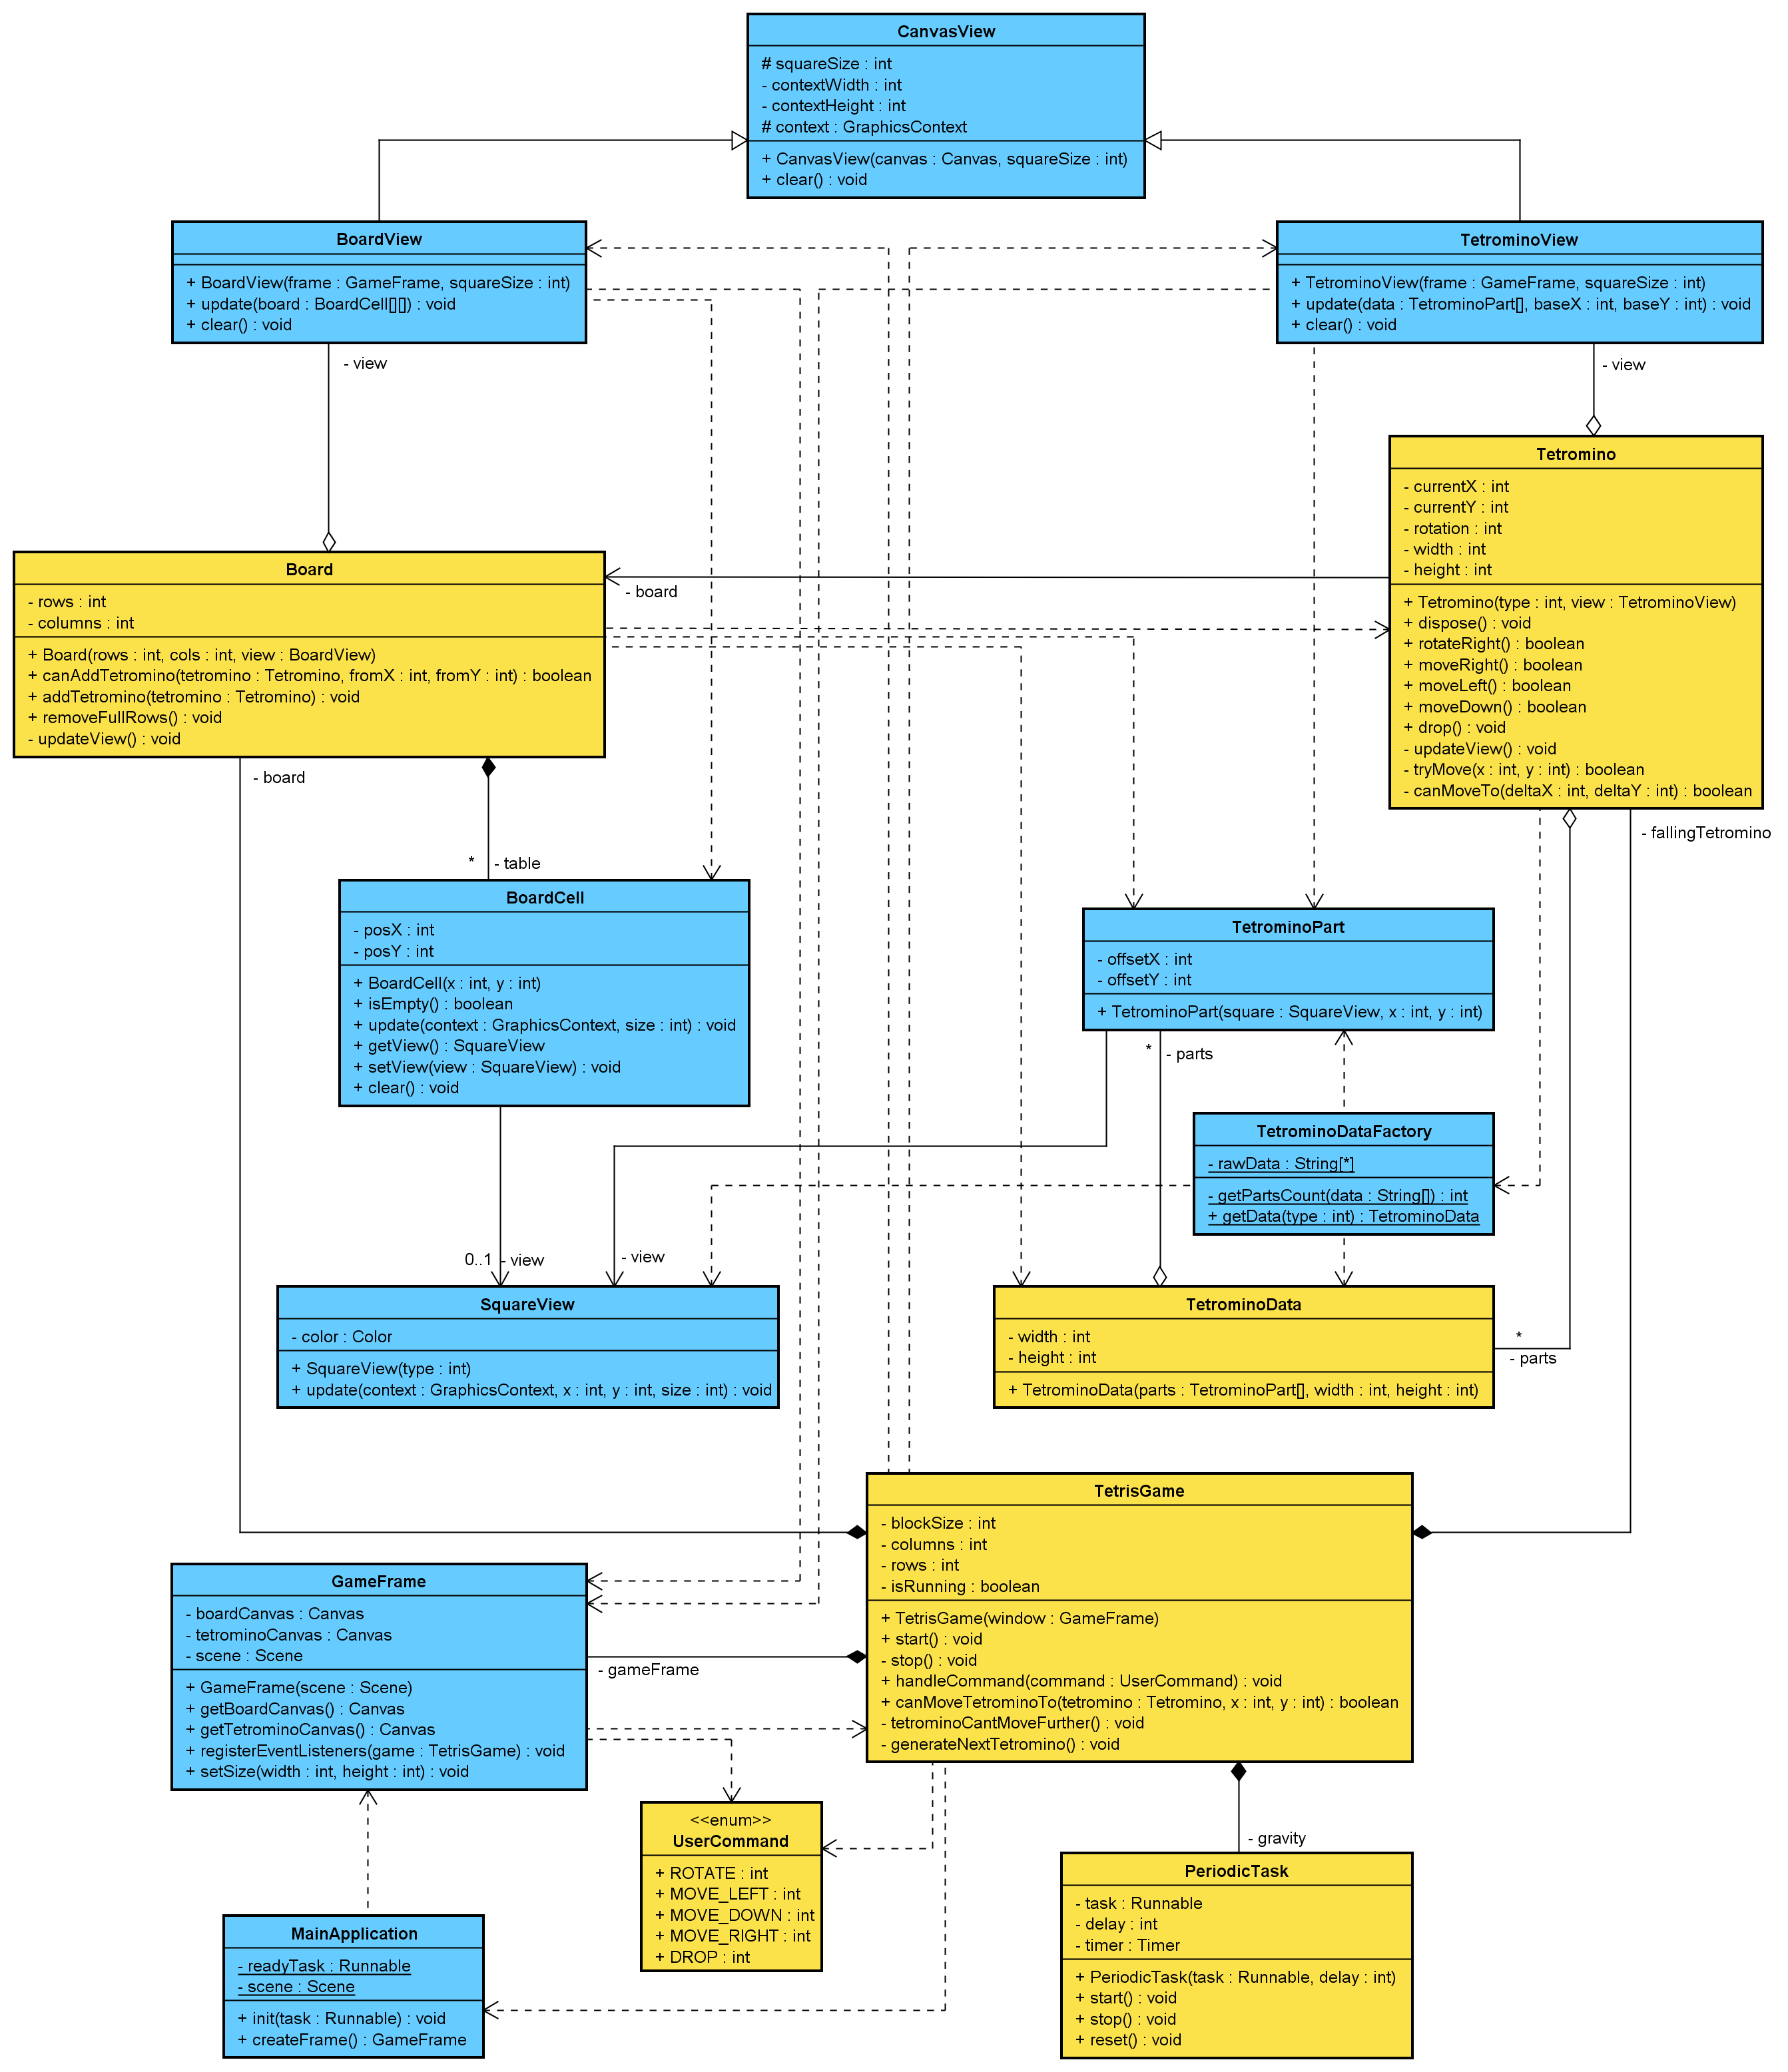 CanvasView
# squareSize : int
- contextWidth : int
- contextHeight : int
# context : GraphicsContext
+ CanvasView(canvas : Canvas, squareSize : int)
+ clear() : void
BoardView
+ BoardView(frame : GameFrame, squareSize : int)
+ update(board : BoardCell[][]) : void
+ clear() : void
TetrominoView
+ TetrominoView(frame : GameFrame, squareSize : int)
+ update(data : TetrominoPart[], baseX : int, baseY : int) : void
+ clear() : void
- view
- view
Tetromino
- currentX : int
- currentY : int
- rotation : int
- width : int
- height : int
+ Tetromino(type : int, view : TetrominoView)
+ dispose() : void
+ rotateRight() : boolean
+ moveRight() : boolean
+ moveLeft() : boolean
+ moveDown() : boolean
+ drop() : void
- updateView() : void
- tryMove(x : int, y : int) : boolean
- canMoveTo(deltaX : int, deltaY : int) : boolean
Board
- rows : int
- columns : int
+ Board(rows : int, cols : int, view : BoardView)
+ canAddTetromino(tetromino : Tetromino, fromX : int, fromY : int) : boolean
+ addTetromino(tetromino : Tetromino) : void
+ removeFullRows() : void
- updateView() : void
- board
- board
- fallingTetromino
* - table
BoardCell
- posX : int
- posY : int
+ BoardCell(x : int, y : int)
+ isEmpty() : boolean
+ update(context : GraphicsContext, size : int) : void
+ getView() : SquareView
+ setView(view : SquareView) : void
+ clear() : void
TetrominoPart
- offsetX : int
- offsetY : int
+ TetrominoPart(square : SquareView, x : int, y : int)
* - parts
TetrominoDataFactory
- rawData : String[*]
- getPartsCount(data : String[]) : int
+ getData(type : int) : TetrominoData
0..1 - view
- view
SquareView
- color : Color
+ SquareView(type : int)
+ update(context : GraphicsContext, x : int, y : int, size : int) : void
TetrominoData
- width : int
- height : int
+ TetrominoData(parts : TetrominoPart[], width : int, height : int)
*
- parts
TetrisGame
- blockSize : int
- columns : int
- rows : int
- isRunning : boolean
+ TetrisGame(window : GameFrame)
+ start() : void
- stop() : void
+ handleCommand(command : UserCommand) : void
+ canMoveTetrominoTo(tetromino : Tetromino, x : int, y : int) : boolean
- tetrominoCantMoveFurther() : void
- generateNextTetromino() : void
GameFrame
- boardCanvas : Canvas
- tetrominoCanvas : Canvas
- scene : Scene
+ GameFrame(scene : Scene)
+ getBoardCanvas() : Canvas
+ getTetrominoCanvas() : Canvas
+ registerEventListeners(game : TetrisGame) : void
+ setSize(width : int, height : int) : void
- gameFrame
<<enum>>
UserCommand
+ ROTATE : int
+ MOVE_LEFT : int
+ MOVE_DOWN : int
+ MOVE_RIGHT : int
+ DROP : int
- gravity
PeriodicTask
- task : Runnable
- delay : int
- timer : Timer
+ PeriodicTask(task : Runnable, delay : int)
+ start() : void
+ stop() : void
+ reset() : void
MainApplication
- readyTask : Runnable
- scene : Scene
+ init(task : Runnable) : void
+ createFrame() : GameFrame